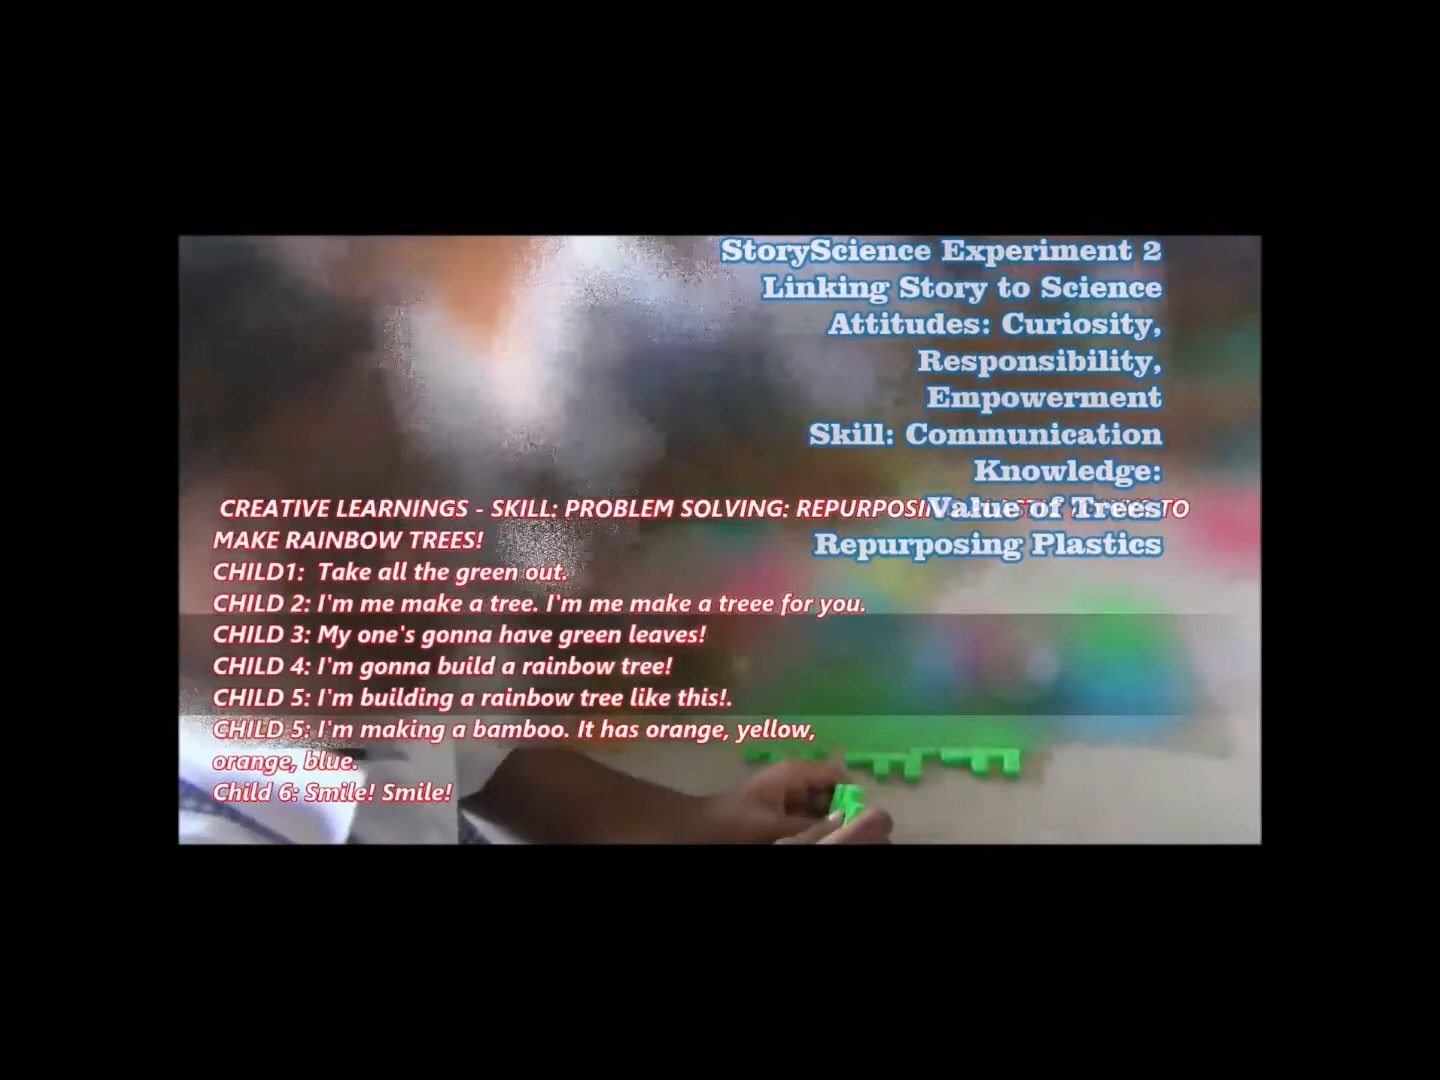 StoryScience Experiment 2
Linking Story to Science
Attitudes: Curiosity,
Responsibility,
Empowerment
Skill: Communication
Knowledge:
Value of Trees
Repurposing Plastics
CREATIVE LEARNINGS - SKILL: PROBLEM SOLVING: TO
MAKE RAINBOW TREES!
CHILD1: Take all the green out.
CHILD 2: I'm me make a tree. I'm me make a treee for you.
CHILD 3: My one's gonna have green leaves!
CHILD 4: I'm gonna build a rainbow tree!
CHILD 5: I'm building a rainbow tree like this!.
CHILD 5: I'm making a bamboo. It has orange, yellow,
orange, blue.
Child 6: Smile! Smile!